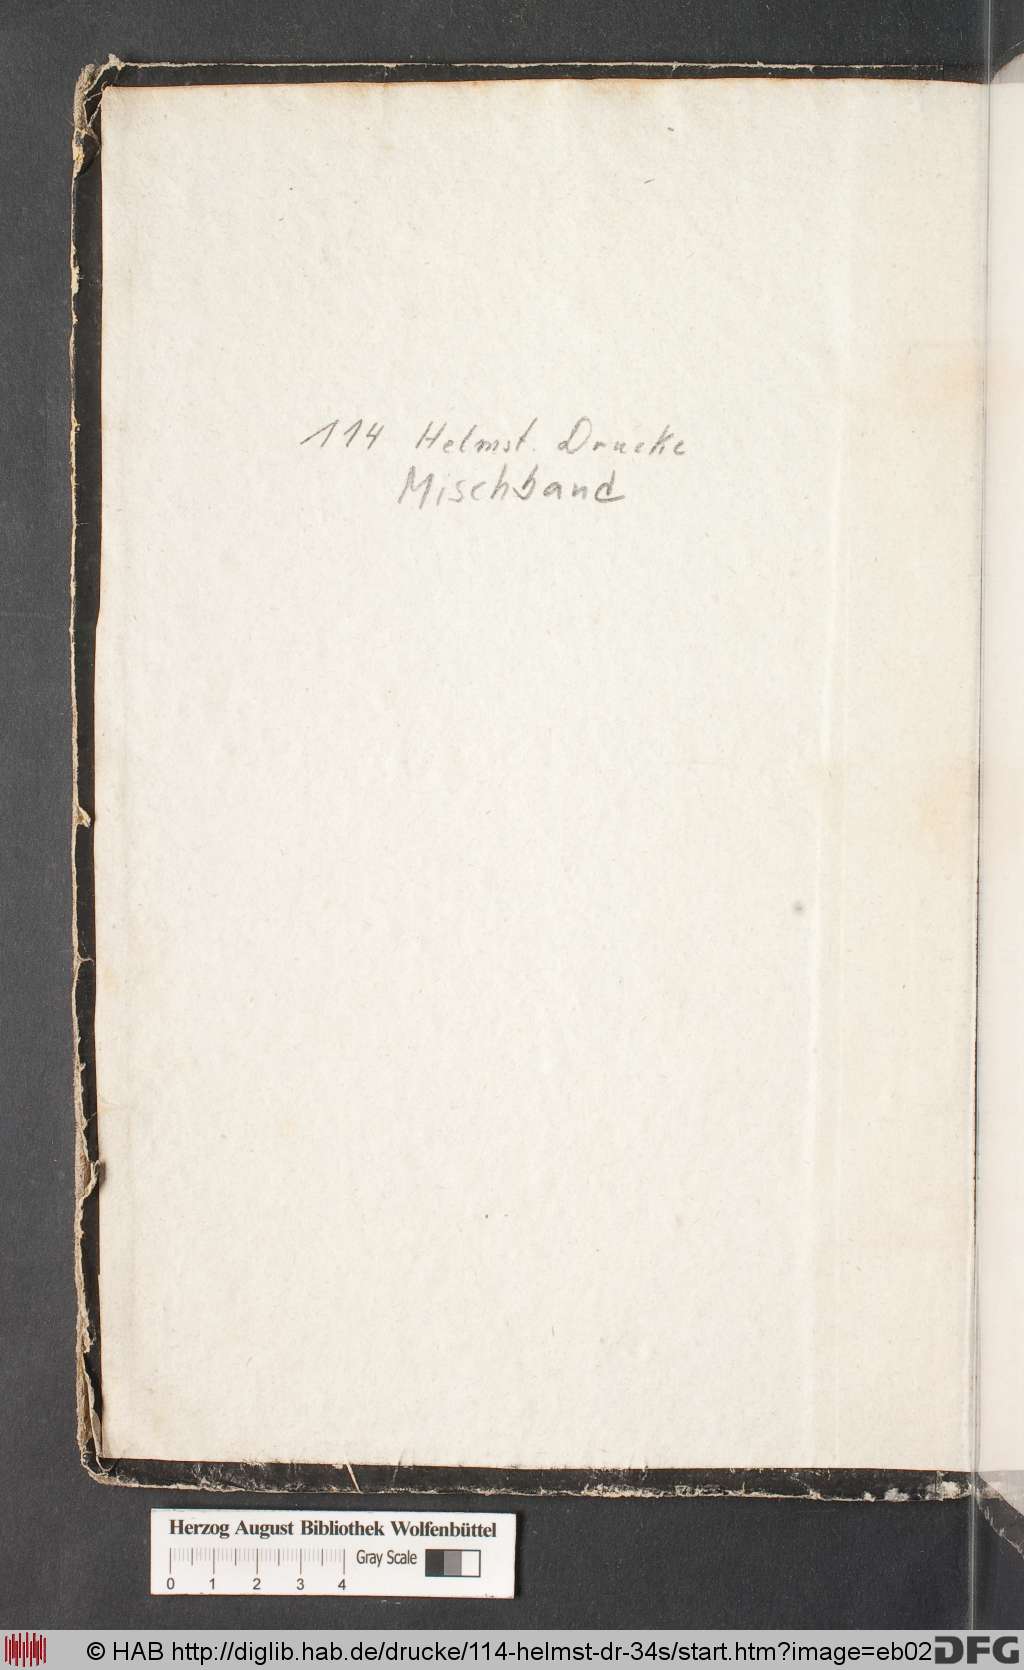 114 Helmst. Drucke
Mischband
Herzog August Bibliothek Wolfenbüttel
Gray Scale
0 1 2 3 4
© HAB http://diglib.hab.de/drucke/114-helmst-dr-34s/start.htm?image=eb02
DFG